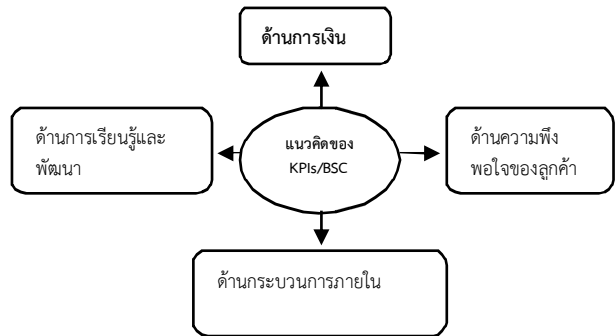 ด้านการเงิน
ด้านการเรียนรู้และ
พัฒนา
แนวคิดของ
KPIs/BSC
ด้านความพึง
พอใจของลูกค้า
ด้านกระบวนการภายใน